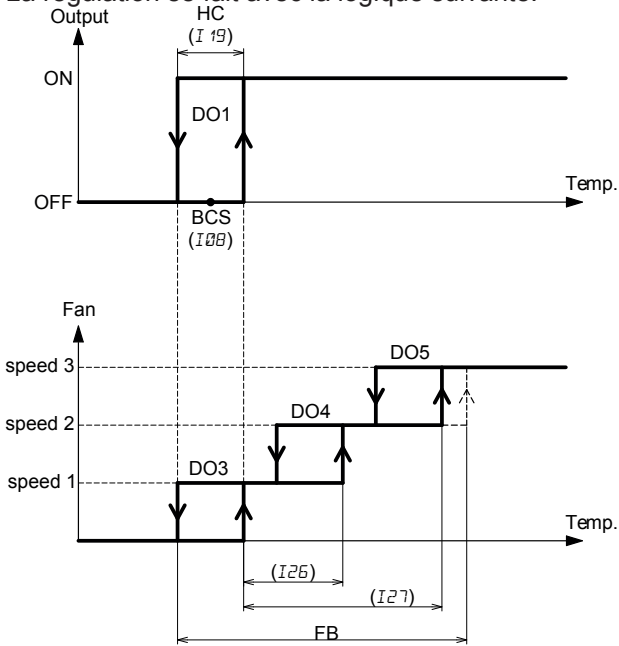 La régulation se fait avec la logique suivante:
Output
HC
(I19)
ON
DO1
OFF
Temp.
BCS
(I08)
Fan
speed 3
DO5
speed 2
DO4
speed 1
DO3
Temp.
(I26)
(I27)
FB